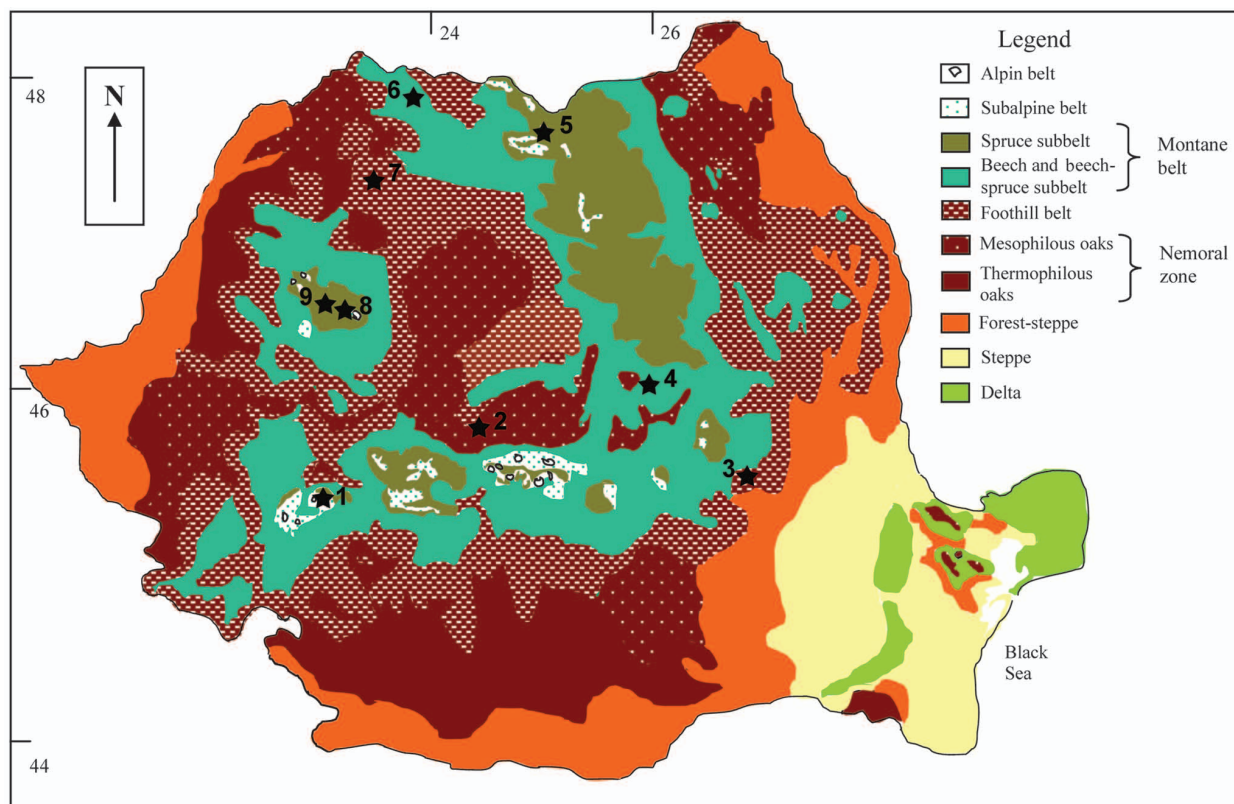 24
26
48
46
44
N
1
2
3
4
5
6
7
8
9
Black
Sea
Legend
Alpin belt
Subalpine belt
Spruce subbelt
Beech and beech-
spruce subbelt
Montane
belt
Foothill belt
Mesophilous oaks
Thermophilous
oaks
Nemoral
zone
Forest-steppe
Steppe
Delta